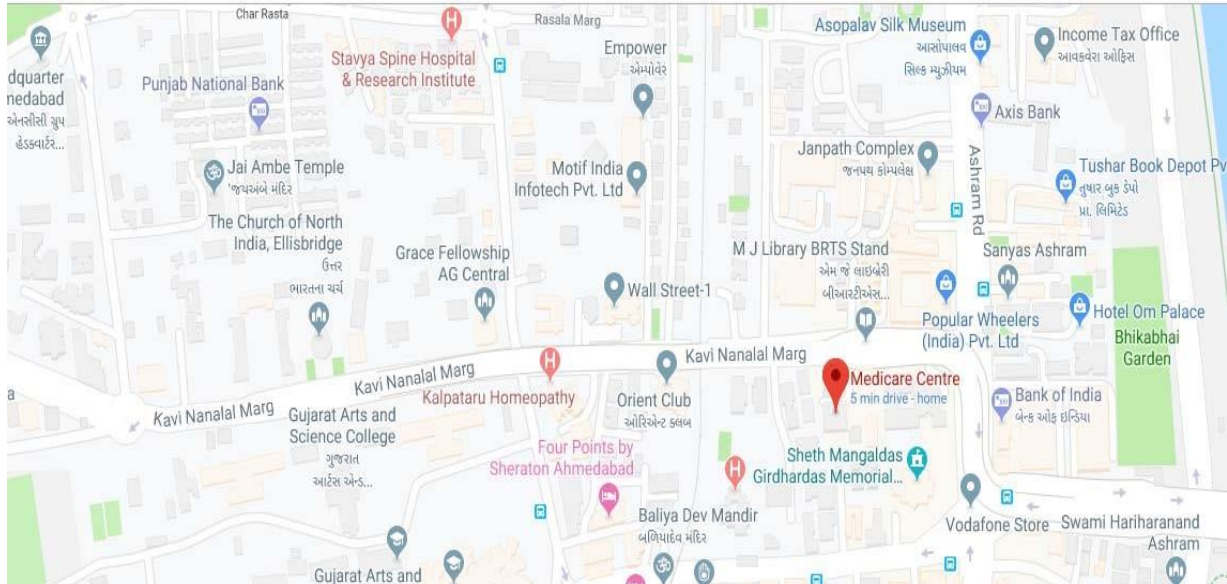 Char Rasta
Rasala Marg
Stavya Spine Hospital
& Research Institute
Empower
એમ્પોવેર
Asopalav Silk Museum
આસોપાલવ
સિલ્ક મ્યુઝીયમ
Income Tax Office
આવકવેરા ઓફિસ
dquarter
medabad
એનસીસી ગ્રુપ
હેડક્વાર્ટર...
Punjab National Bank
Axis Bank
Jai Ambe Temple
જયઅંબે મંદિર
Motif India
Infotech Pvt. Ltd
Janpath Complex
જનપથ કોમ્પલેક્ષ
Ashram Rd
Tushar Book Depot Pv
તુષાર બુક ડેપો
પ્રા. લિમિટેડ
The Church of North
India, Ellisbridge
ઉત્તર
ભારતના ચર્ચ
Grace Fellowship
AG Central
M J Library BRTS Stand
એમ જે લાઇબ્રેરી
બીઆરટીએસ...
Sanyas Ashram
Wall Street-1
Popular Wheelers
(India) Pvt. Ltd
Hotel Om Palace
Bhikabhai
Garden
Kavi Nanalal Marg
Kavi Nanalal Marg
Kavi Nanalal Marg
Kalpataru Homeopathy
Medicare Centre
5 min drive - home
a
Gujarat Arts and
Science College
ગુજરાત
આર્ટસ એન્ડ...
Orient Club
ઓરિએન્ટ ક્લબ
Bank of India
બેન્ક ઓફ ઇન્ડિયા
Four Points by
Sheraton Ahmedabad
Sheth Mangaldas
Girdhardas Memorial...
Baliya Dev Mandir
બળિયાદેવ મંદિર
Vodafone Store
Swami Hariharanand
Ashram
Gujarat Arts and